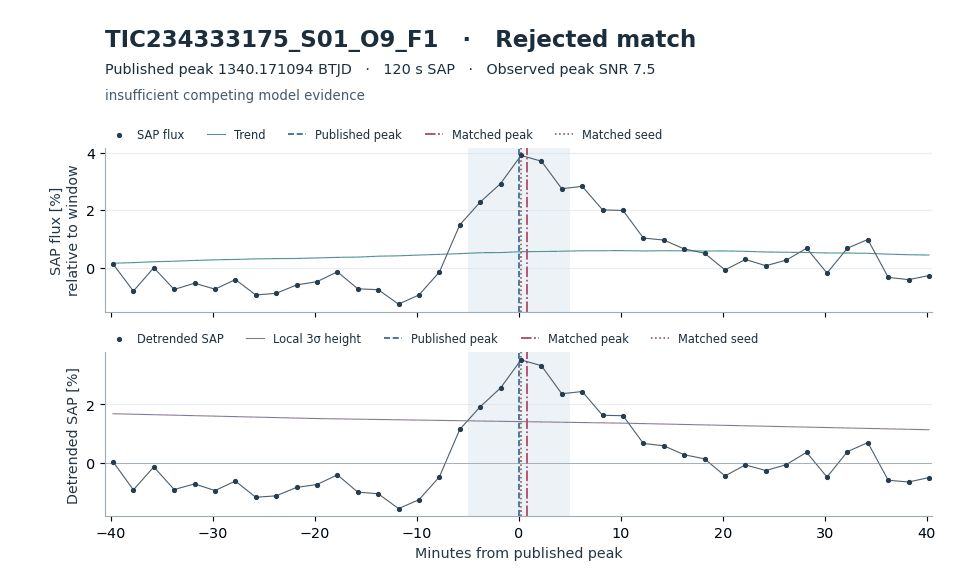 TIC234333175_S01_O9_F1 · Rejected match
Published peak 1340.171094 BTJD · 120 s SAP · Observed peak SNR 7.5
insufficient competing model evidence
SAP flux Trend Published peak Matched peak Matched seed
4
2
0
SAP flux [%]
relative to window
Detrended SAP Local 3σ height Published peak Matched peak Matched seed
2
0
Detrended SAP [%]
−40 −30 −20 −10 0 10 20 30 40
Minutes from published peak